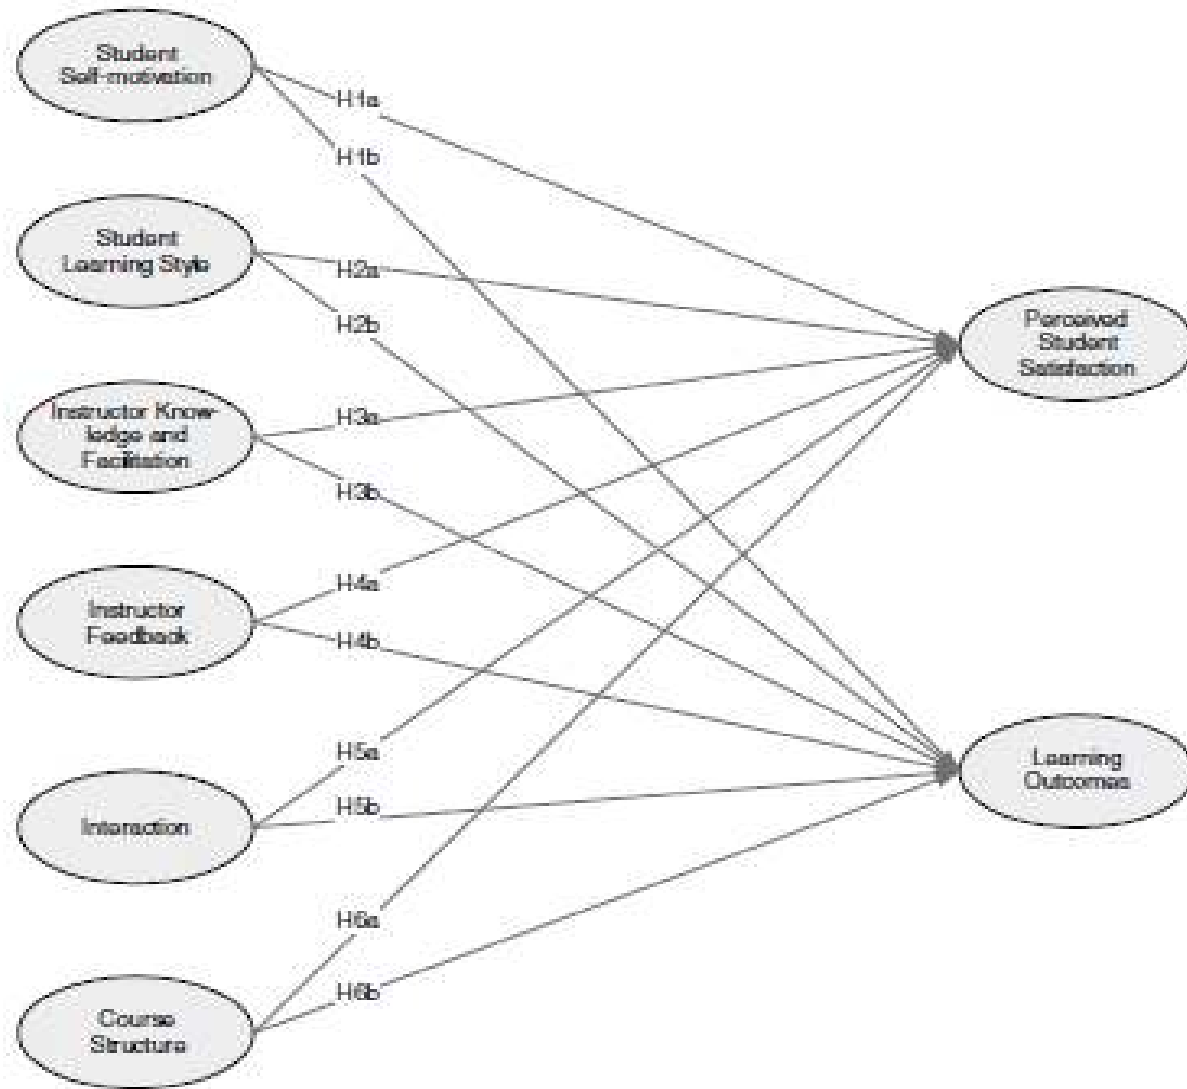 Student
Self-motivation
H1a
H1b
Student
Learning Style
H2a
H2b
Perceived
Student
Satisfaction
Instructor Know-
ledge and
Facilitation
H3a
H3b
Instructor
Feedback
H4a
H4b
Interaction
H5a
H5b
Learning
Outcomes
Course
Structure
H6a
H6b